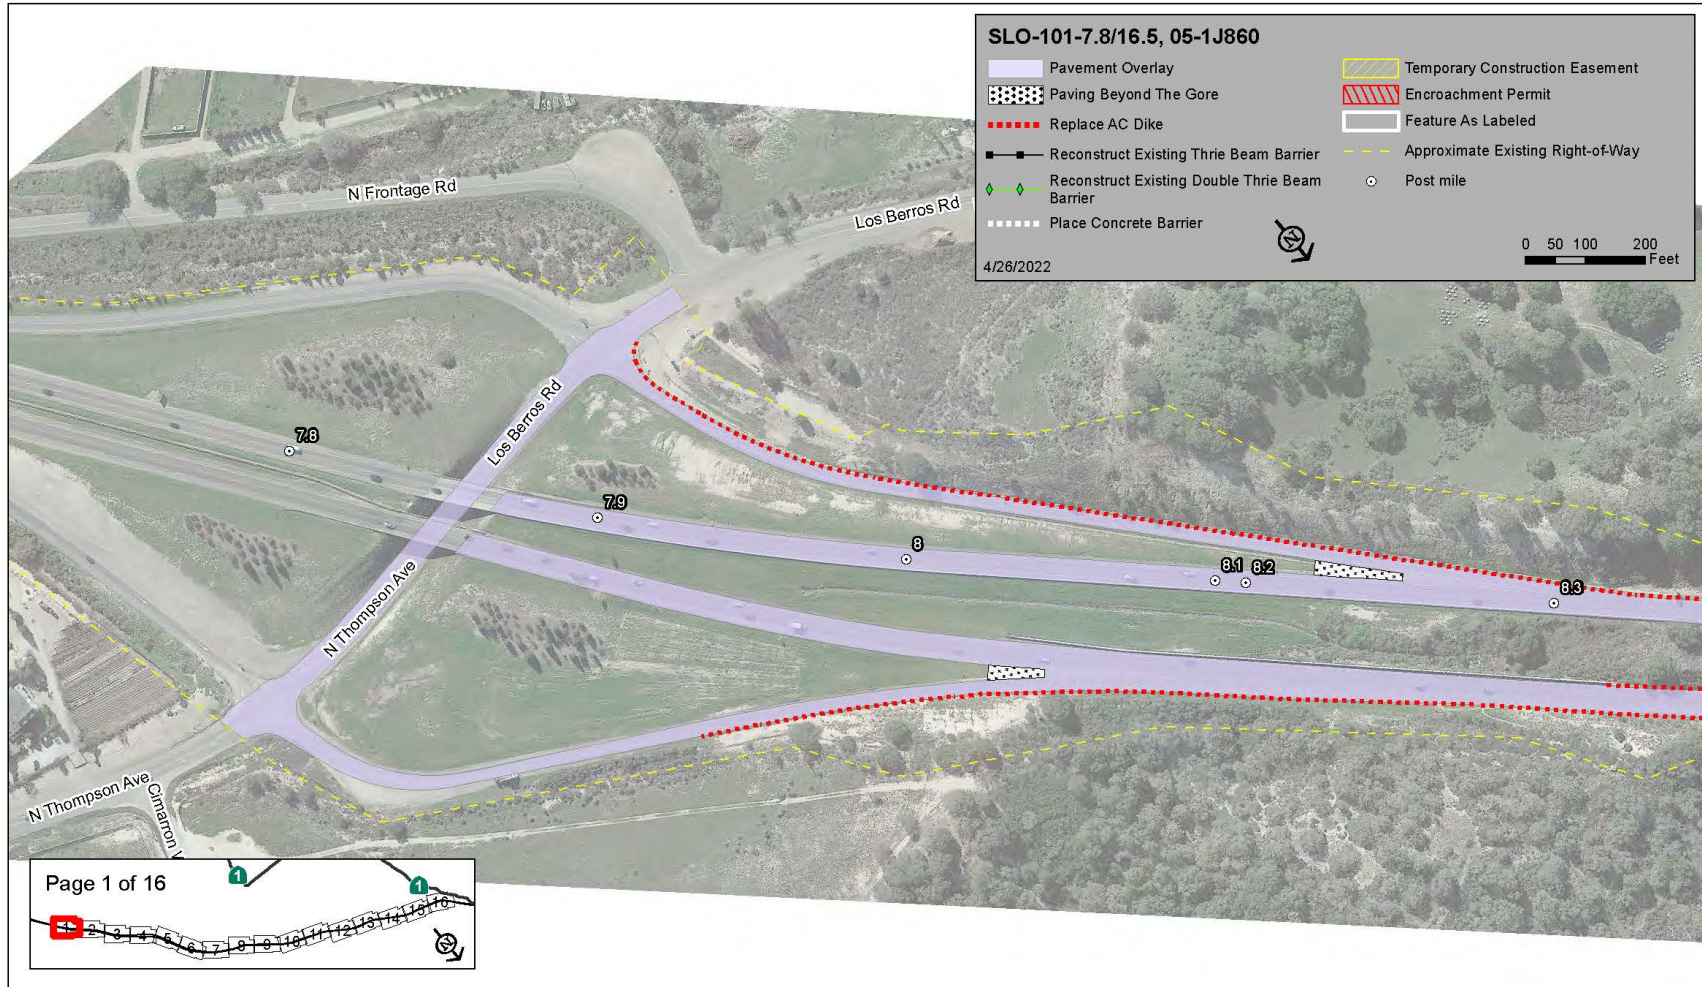 SLO-101-7.8/16.5, 05-1J860
Pavement Overlay
Paving Beyond The Gore
Replace AC Dike
Reconstruct Existing Thrie Beam Barrier
Reconstruct Existing Double Thrie Beam
Barrier
Place Concrete Barrier
4/26/2022
Temporary Construction Easement
Encroachment Permit
Feature As Labeled
Approximate Existing Right-of-Way
Post mile
N
0 50 100 200
Feet
N Frontage Rd
Los Berros Rd
Los Berros Rd
7.8
7.9
8
8.1 8.2
8.3
N Thompson Ave
N Thompson Ave
Cimarron
Page 1 of 16
1
1
1 2 3 4 5 6 7 8 9 10 11 12 13 14 15 16
N